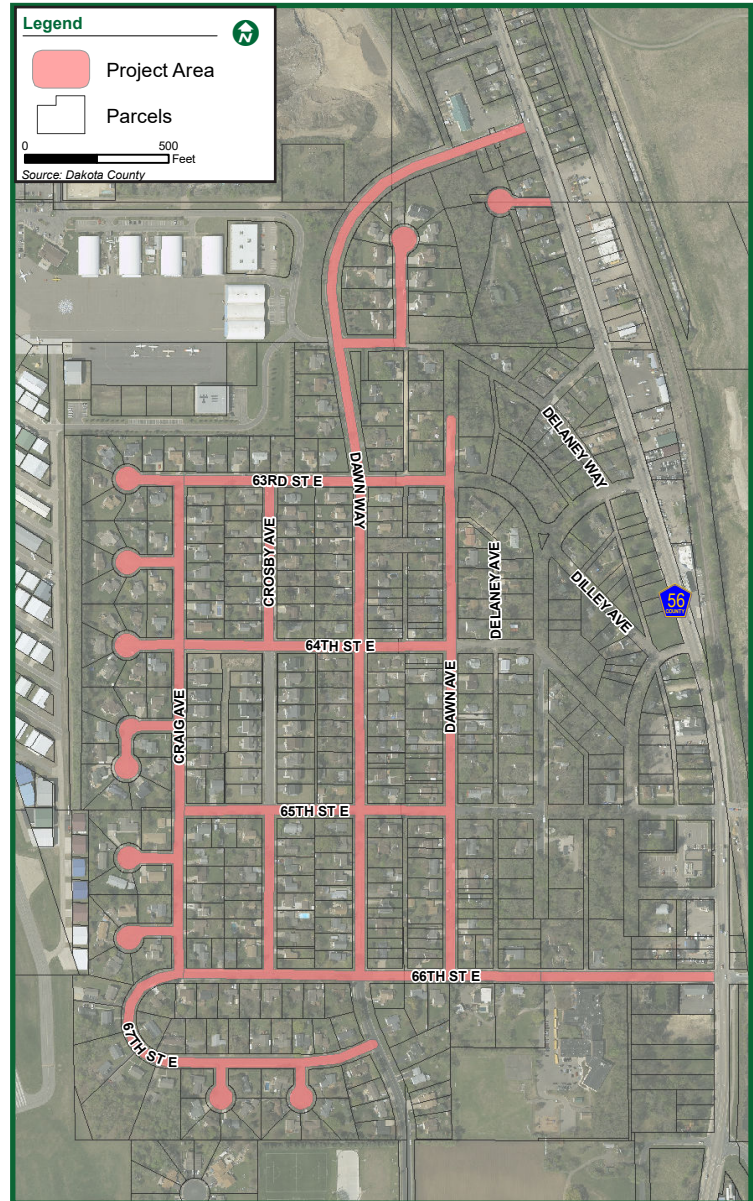 Legend
Project Area
Parcels
0 500
Feet
Source: Dakota County
DELANEY WAY
63RD ST E
DAWN WAY
CROSBY AVE
DELANEY AVE
DILLEY AVE
56
COUNTY
64TH ST E
CRAIG AVE
DAWN AVE
65TH ST E
66TH ST E
67TH ST E